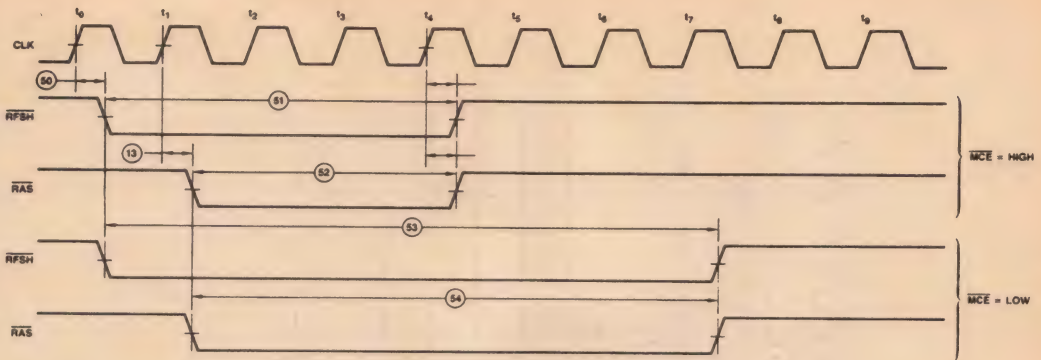 t₀ t₁ t₂ t₃ t₄ t₅ t₆ t₇ t₈ t₉
CLK
50
51
RFSH
MCE = HIGH
13
52
RAS
53
RFSH
54
MCE = LOW
RAS